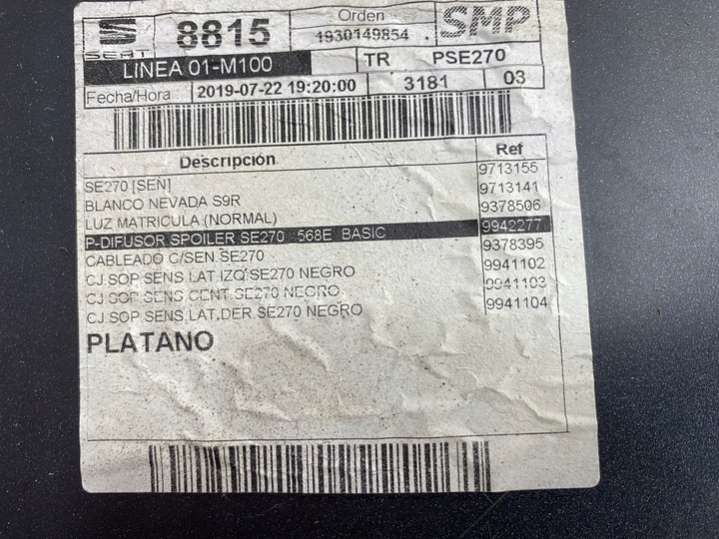 SEAT
8815
Orden
1930149854 .
SMP
LINEA 01-M100
TR PSE270
Fecha/Hora 2019-07-22 19:20:00 3181 03
Descripción Ref
SE270 [SEN] 9713155
BLANCO NEVADA S9R 9713141
LUZ MATRICULA (NORMAL) 9378506
P-DIFUSOR SPOILER SE270 568E BASIC 9942277
CABLEADO C/SEN.SE270 9378395
CJ.SOP.SENS.LAT.IZQ SE270 NEGRO 9941102
CJ.SOP.SENS.CENT.SE270 NEGRO 9941103
CJ.SOP.SENS.LAT.DER SE270 NEGRO 9941104
PLATANO